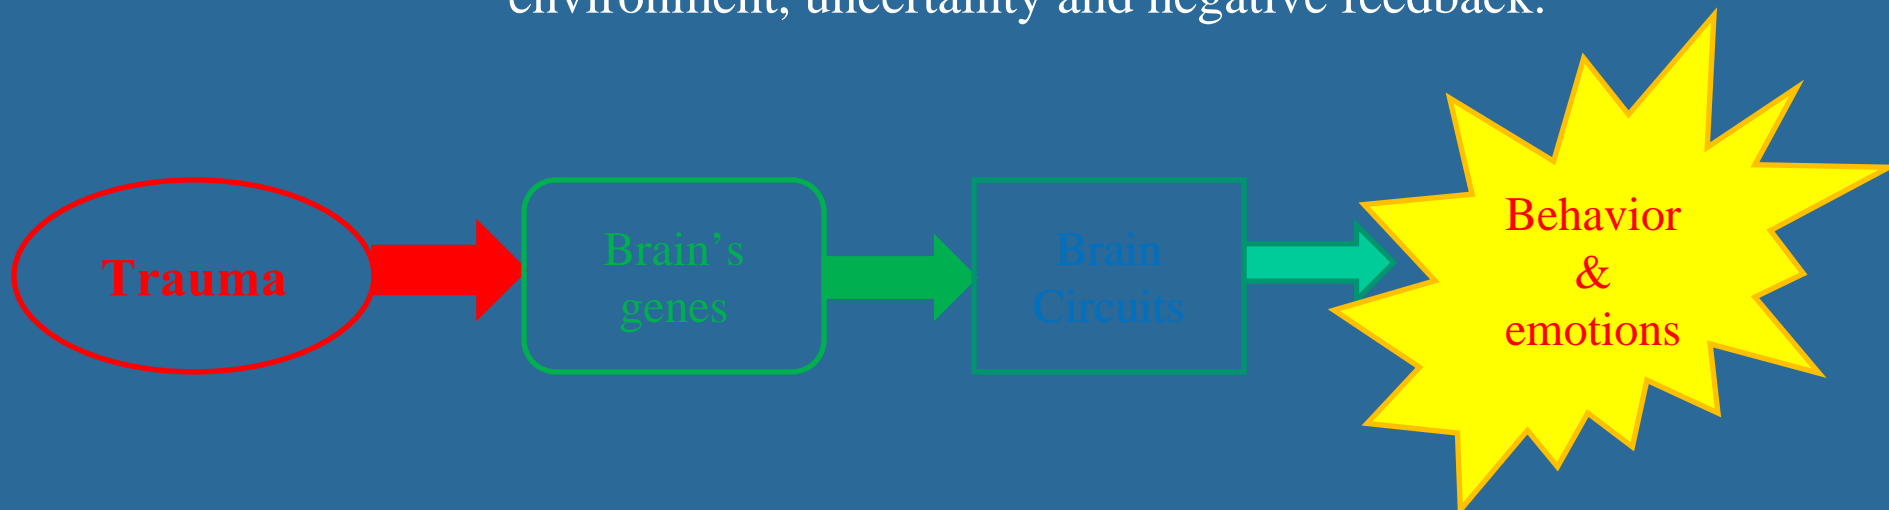 environment, uncertainty and negative feedback.
Trauma
Brain’s
genes
Brain
Circuits
Behavior
&
emotions